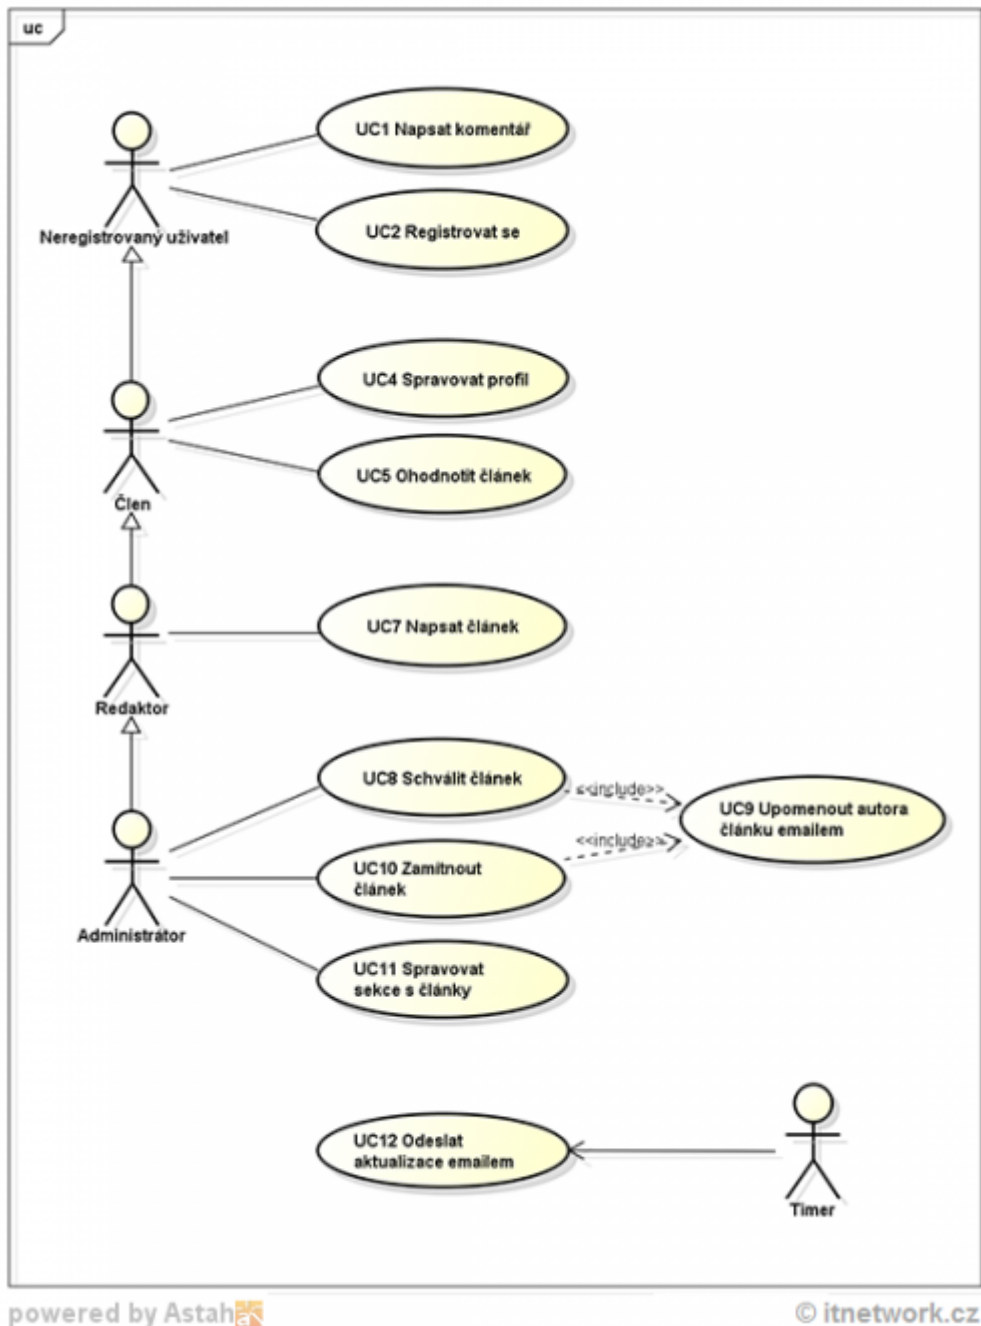 uc
UC1 Napsat komentář
Neregistrovaný uživatel
UC2 Registrovat se
UC4 Spravovat profil
UC5 Ohodnotit článek
Člen
UC7 Napsat článek
Redaktor
UC8 Schválit článek
<<include>>
UC9 Upomenout autora
článku emailem
<<include>>
UC10 Zamítnout
článek
Administrátor
UC11 Spravovat
sekce s články
UC12 Odeslat
aktualizace emailem
Timer
powered by Astah
© itnetwork.cz